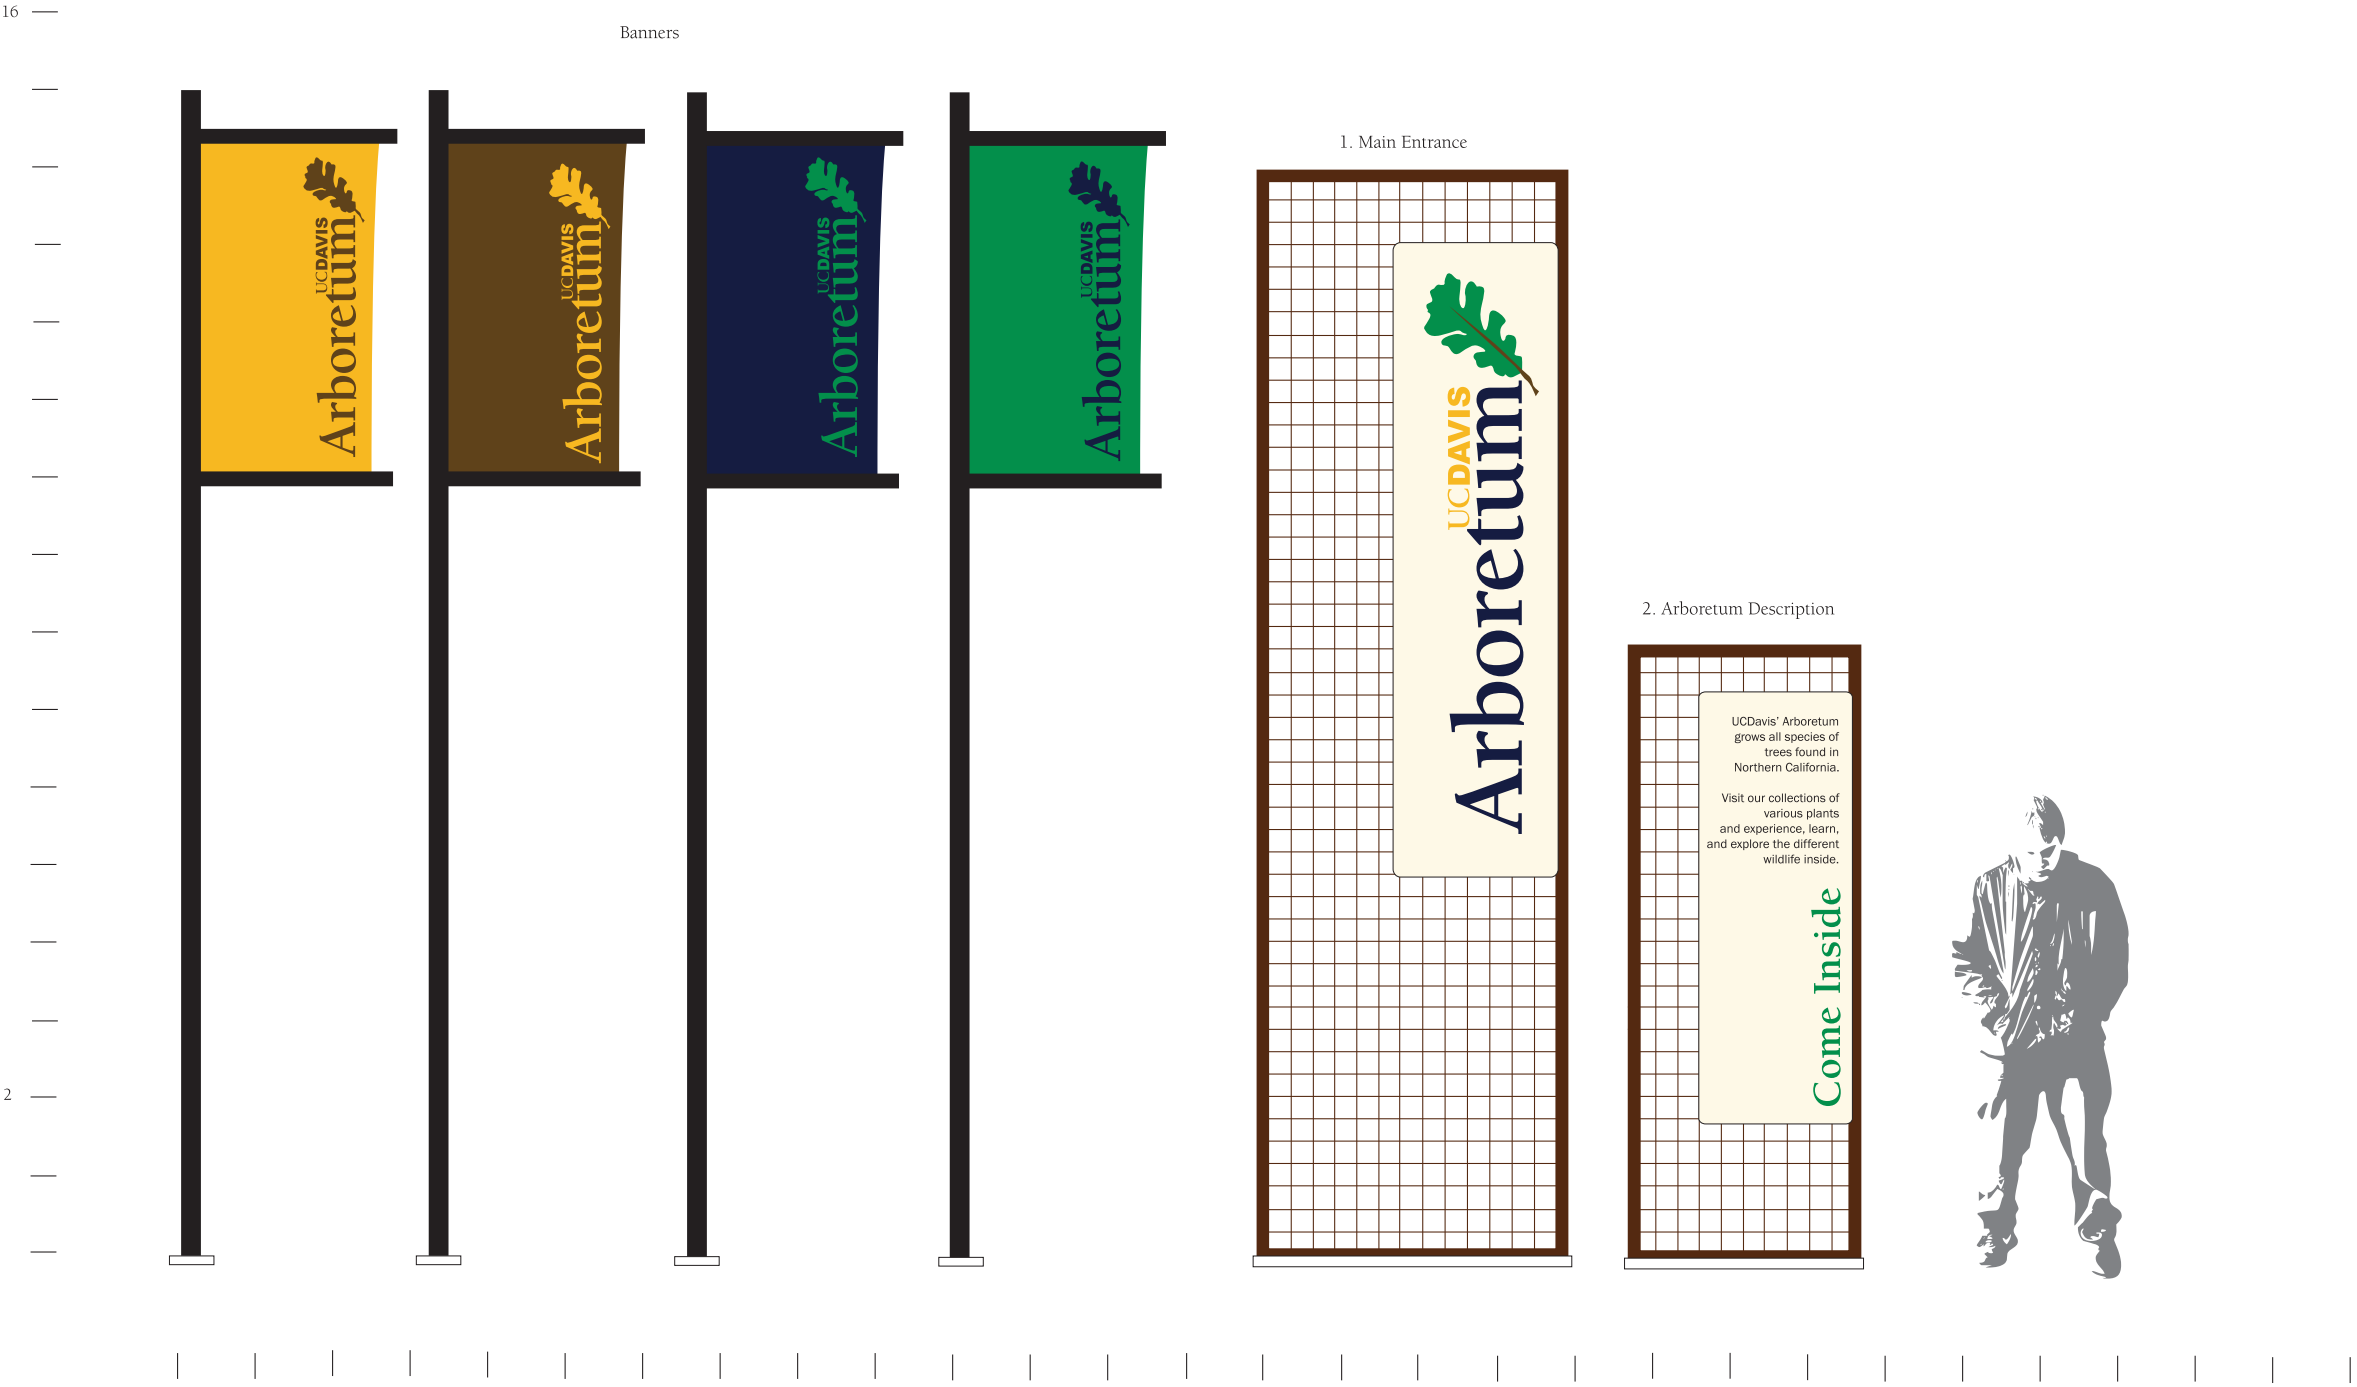 16
Banners
UCDAVIS
Arboretum
UCDAVIS
Arboretum
UCDAVIS
Arboretum
UCDAVIS
Arboretum
1. Main Entrance
UCDAVIS
Arboretum
2. Arboretum Description
UCDavis' Arboretum
grows all species of
trees found in
Northern California.
Visit our collections of
various plants
and experience, learn,
and explore the different
wildlife inside.
Come Inside
2